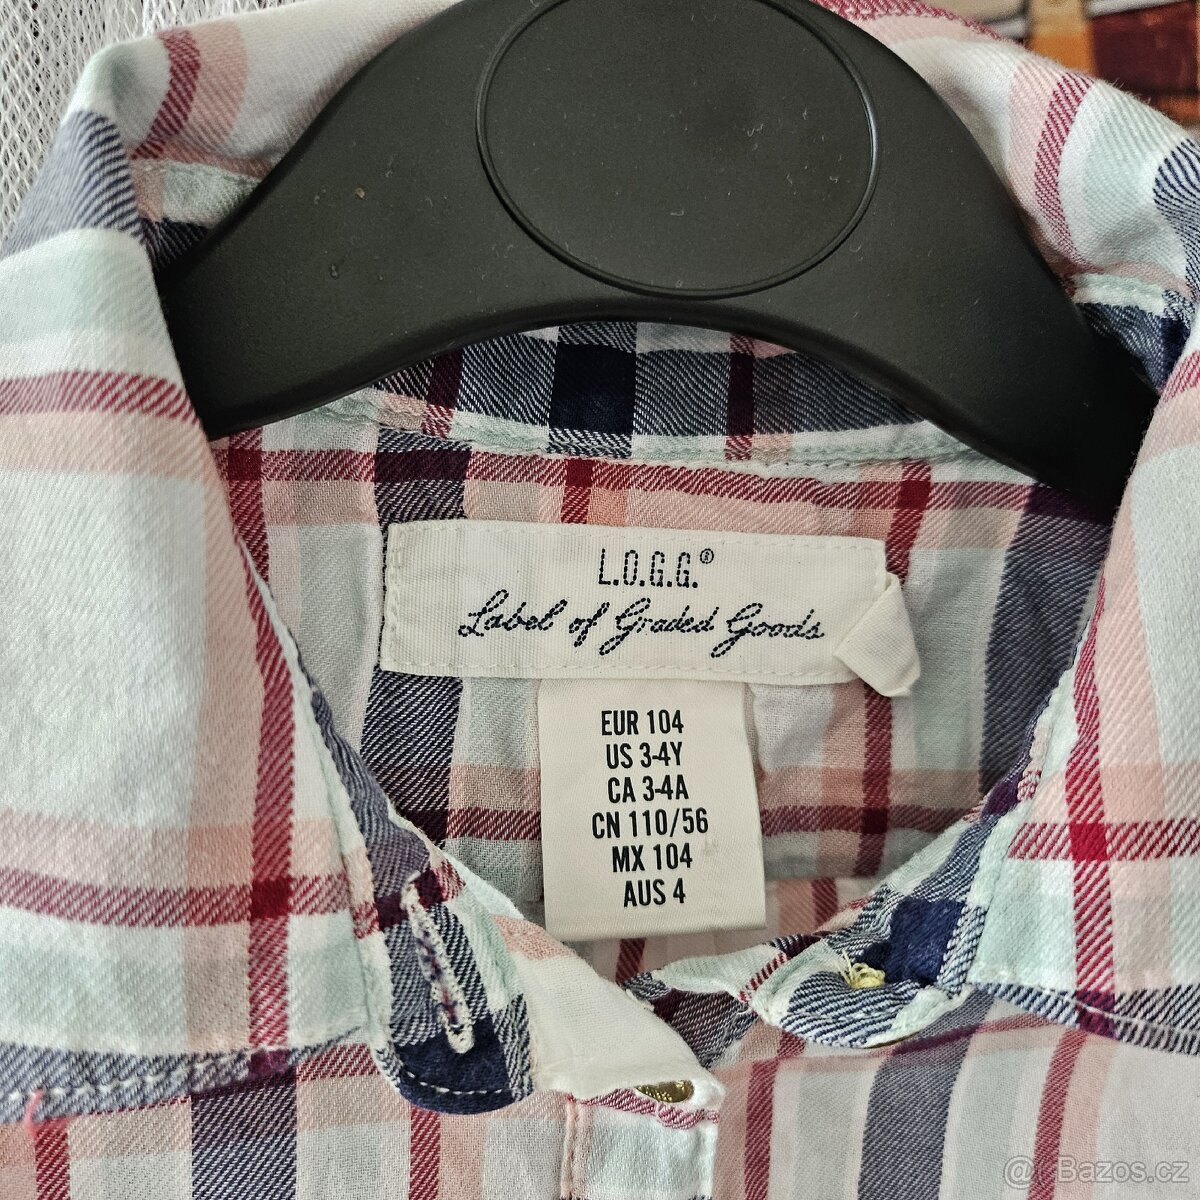 L.O.G.G.®
Label of Graded Goods
EUR 104
US 3-4Y
CA 3-4A
CN 110/56
MX 104
AUS 4
@ Bazos.cz